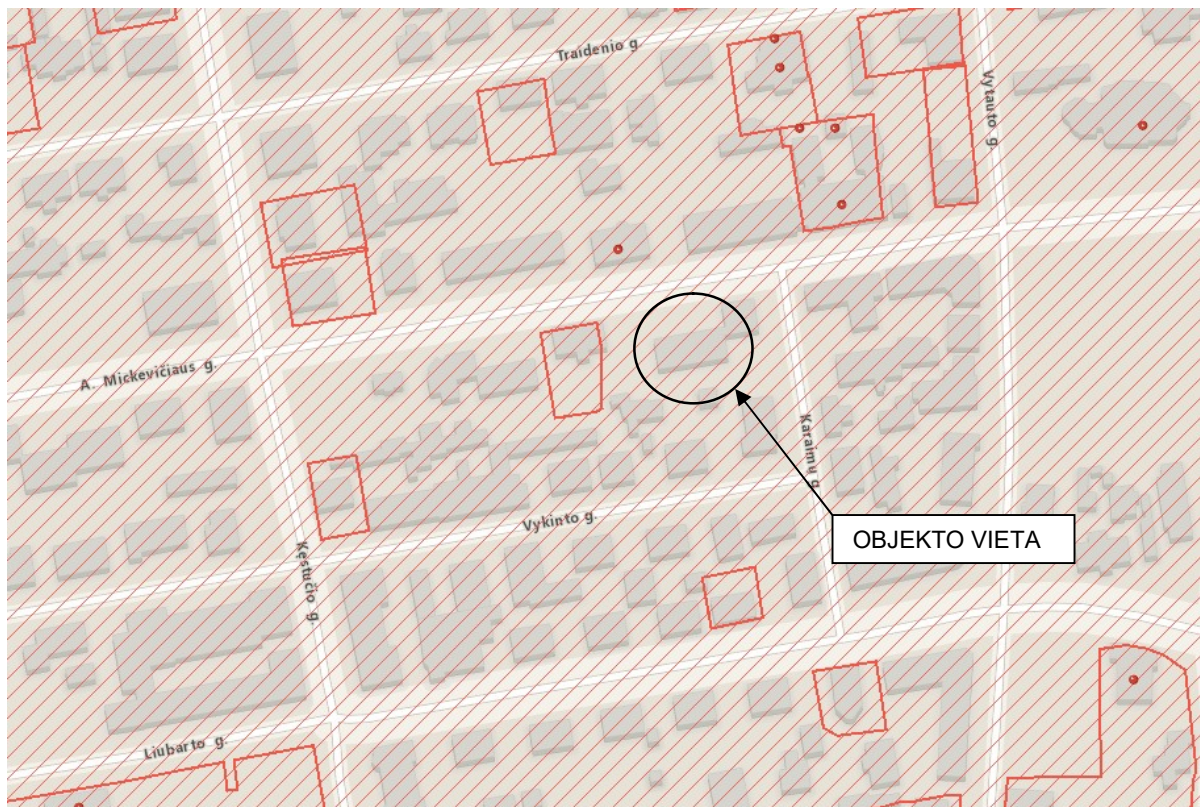 Traidenio g.
Vytauto g.
A. Mickevičiaus g.
Karaimų g.
Vykinto g.
OBJEKTO VIETA
Kęstučio g.
Liubarto g.